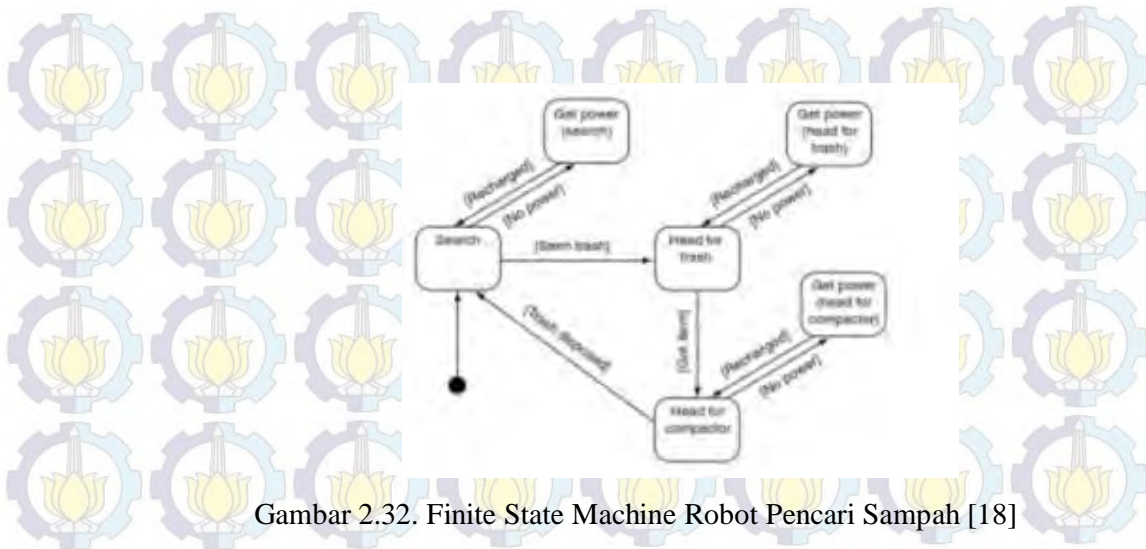 Get power
(search)
Get power
(head for
trash)
[Recharged]
[No power]
[Recharged]
[No power]
Search
[Seen trash]
Head for
trash
Get power
(head for
compactor)
[Trash disposed]
[Got item]
[Recharged]
[No power]
Head for
compactor
Gambar 2.32. Finite State Machine Robot Pencari Sampah [18]